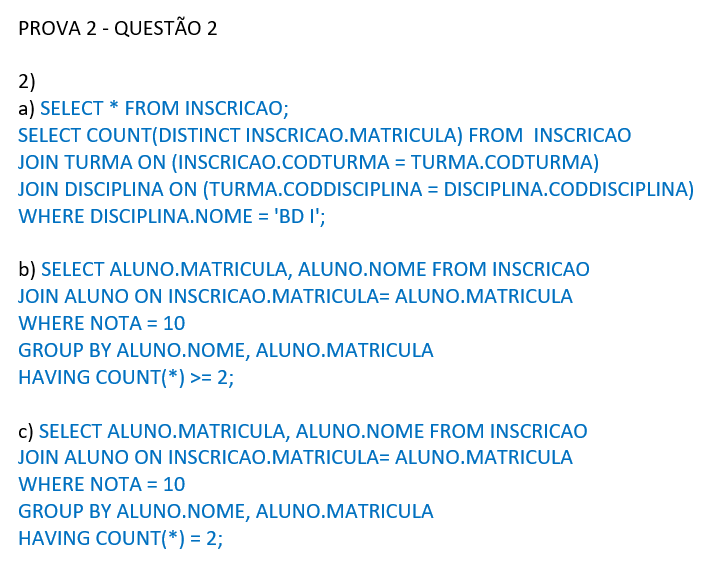 PROVA 2 - QUESTÃO 2
2)
a) SELECT * FROM INSCRICAO;
SELECT COUNT(DISTINCT INSCRICAO.MATRICULA) FROM  INSCRICAO
JOIN TURMA ON (INSCRICAO.CODTURMA = TURMA.CODTURMA)
JOIN DISCIPLINA ON (TURMA.CODDISCIPLINA = DISCIPLINA.CODDISCIPLINA)
WHERE DISCIPLINA.NOME = 'BD I';
b) SELECT ALUNO.MATRICULA, ALUNO.NOME FROM INSCRICAO
JOIN ALUNO ON INSCRICAO.MATRICULA= ALUNO.MATRICULA
WHERE NOTA = 10
GROUP BY ALUNO.NOME, ALUNO.MATRICULA
HAVING COUNT(*) >= 2;
c) SELECT ALUNO.MATRICULA, ALUNO.NOME FROM INSCRICAO
JOIN ALUNO ON INSCRICAO.MATRICULA= ALUNO.MATRICULA
WHERE NOTA = 10
GROUP BY ALUNO.NOME, ALUNO.MATRICULA
HAVING COUNT(*) = 2;